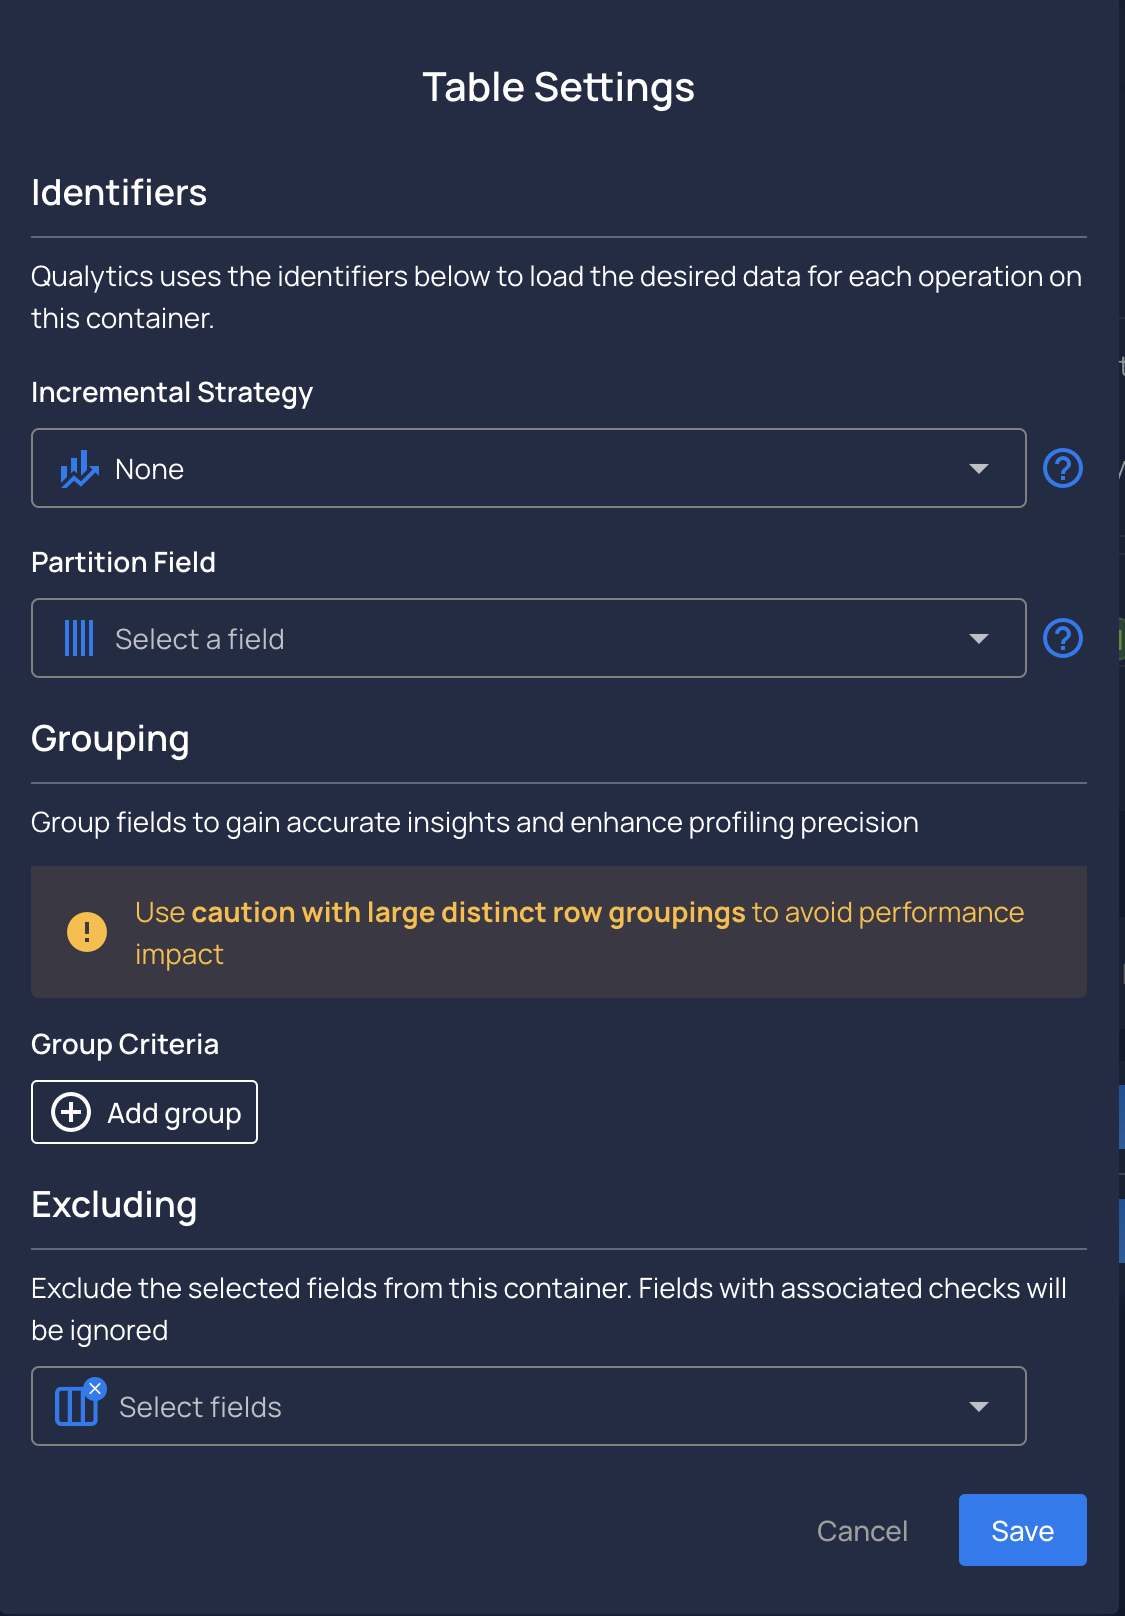 Table Settings
Identifiers
Qualytics uses the identifiers below to load the desired data for each operation on
this container.
Incremental Strategy
None
Partition Field
Select a field
Grouping
Group fields to gain accurate insights and enhance profiling precision
Use caution with large distinct row groupings to avoid performance
impact
Group Criteria
Add group
Excluding
Exclude the selected fields from this container. Fields with associated checks will
be ignored
Select fields
Cancel
Save